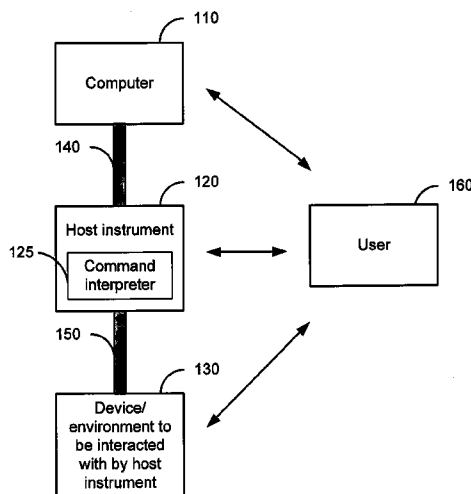 110
Computer
140
120
160
Host instrument
125
Command
interpreter
User
150
130
Device/
environment to
be interacted
with by host
instrument